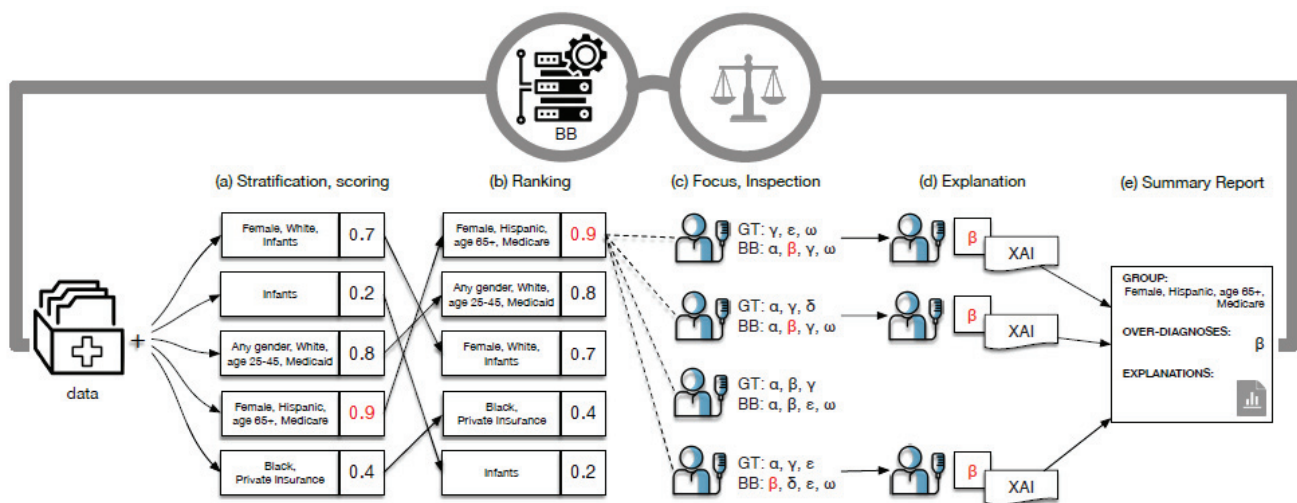 BB
(a) Stratification, scoring
(b) Ranking
(c) Focus, Inspection
(d) Explanation
(e) Summary Report
data
+
Female, White,
Infants
0.7
Infants
0.2
Any gender, White,
age 25-45, Medicaid
0.8
Female, Hispanic,
age 65+, Medicare
0.9
Black,
Private Insurance
0.4
Female, Hispanic,
age 65+, Medicare
0.9
Any gender, White,
age 25-45, Medicaid
0.8
Female, White,
Infants
0.7
Black,
Private Insurance
0.4
Infants
0.2
GT: γ, ε, ω
BB: α, β, γ, ω
GT: α, γ, δ
BB: α, β, γ, ω
GT: α, β, γ
BB: α, β, ε, ω
GT: α, γ, ε
BB: β, δ, ε, ω
β
XAI
β
XAI
β
XAI
GROUP:
Female, Hispanic, age 65+,
Medicare
OVER-DIAGNOSES:
β
EXPLANATIONS: